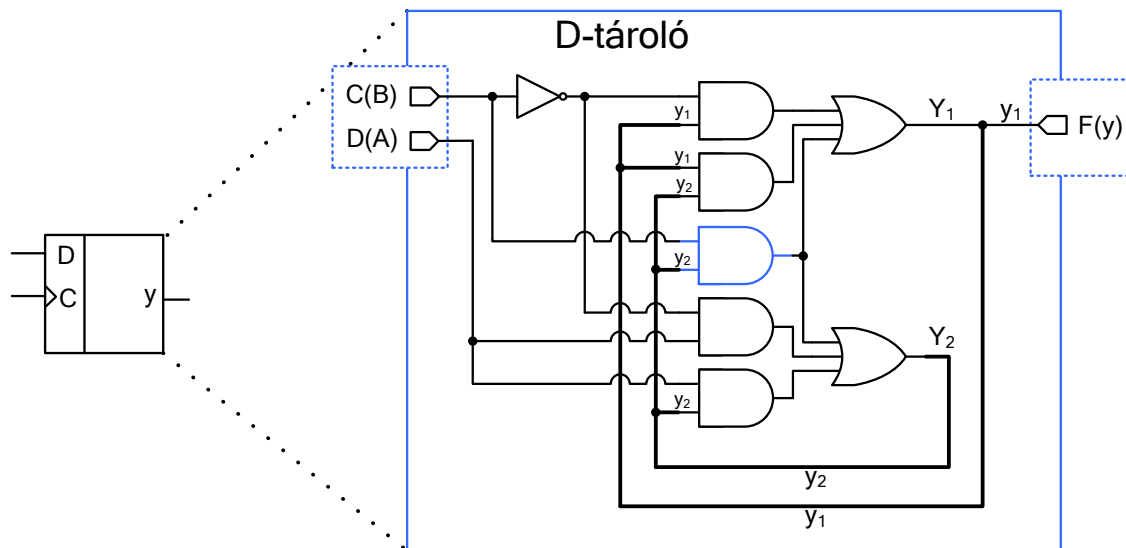 D-tároló
C(B)
D(A)
y₁
Y₁
y₁
F(y)
y₁
y₂
y₂
D
C
y
Y₂
y₂
y₂
y₁